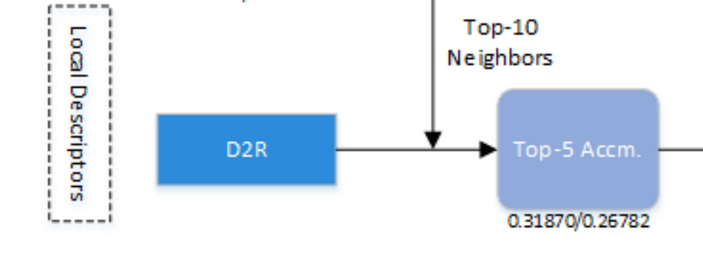 Local Descriptors
Top-10
Neighbors
D2R
Top-5 Accm.
0.31870/0.26782